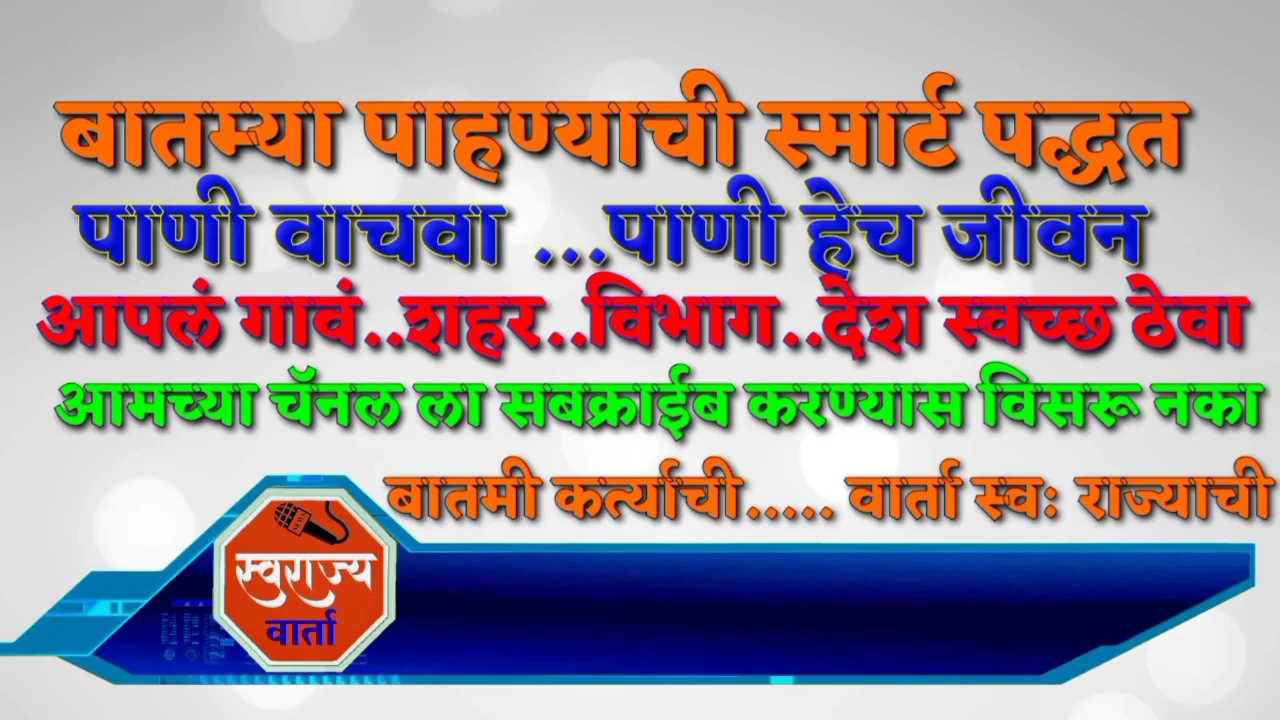 बातम्या पाहण्याची स्मार्ट पद्धत
पाणी वाचवा ...पाणी हेच जीवन
आपलं गावं..शहर..विभाग..देश स्वच्छ ठेवा
आमच्या चॅनल ला सबक्राईब करण्यास विसरू नका
बातमी कर्त्याची..... वार्ता स्वः राज्याची
NEWS
स्वराज्य
वार्ता